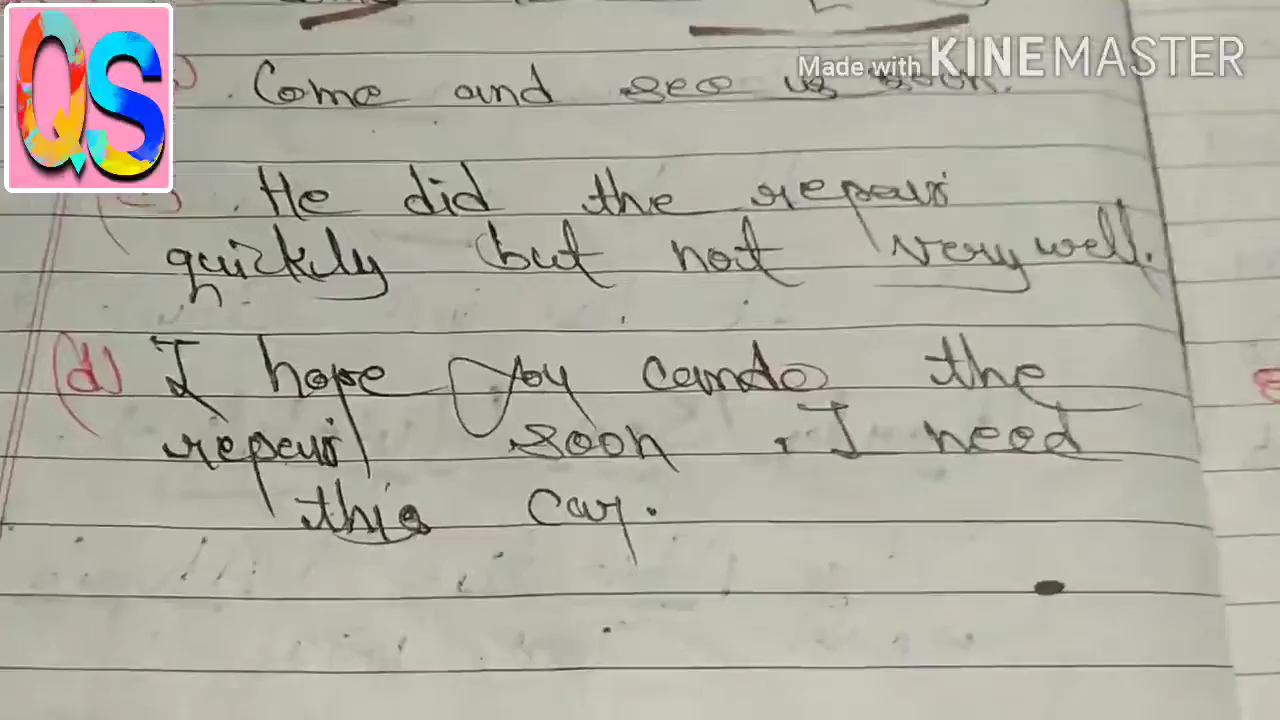 QS
Made with KINEMASTER
Come and see us soon.
He did the repair
quickly but not very well.
(d) I hope you can do the
repair soon. I need
this car.